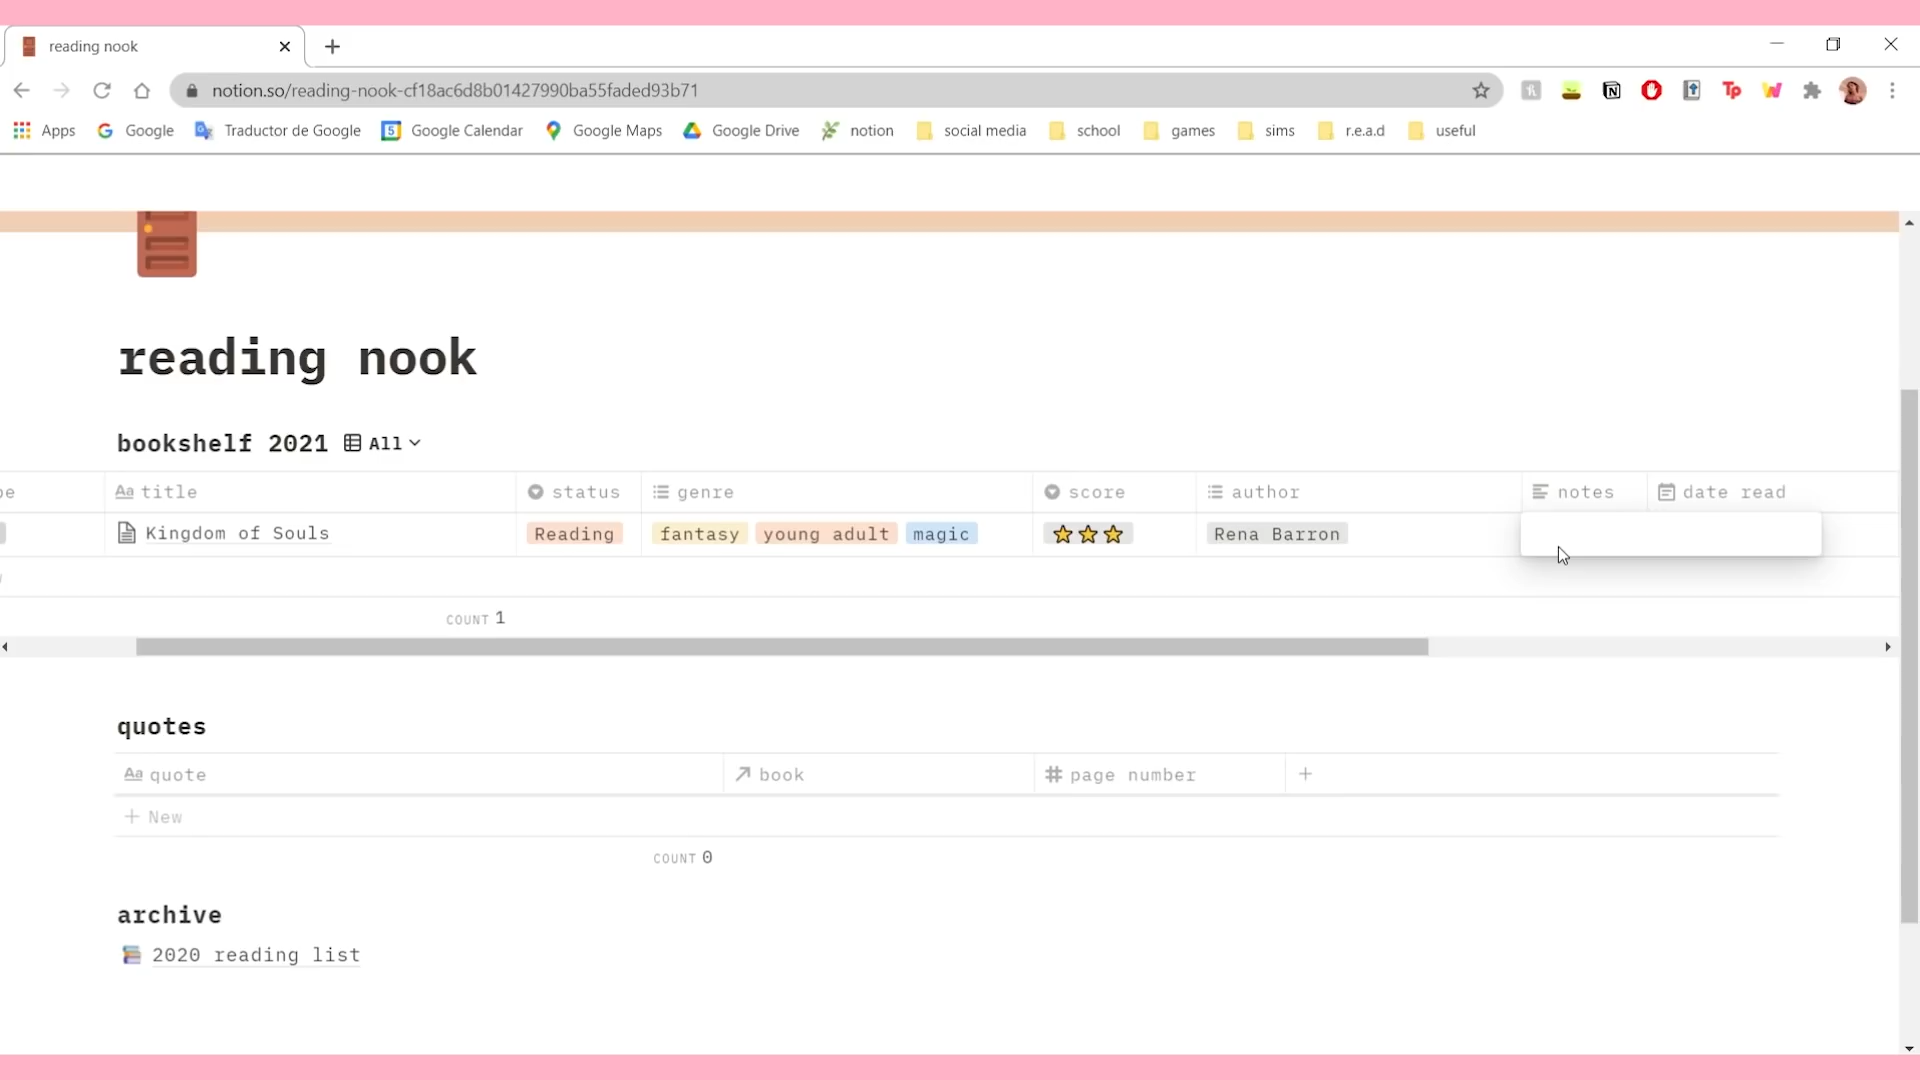 reading nook
notion.so/reading-nook-cf18ac6d8b01427990ba55faded93b71
Apps Google Traductor de Google Google Calendar Google Maps Google Drive notion social media school games sims r.e.a.d useful
reading nook
bookshelf 2021 All
Aa title status genre score author notes date read
Kingdom of Souls Reading fantasy young adult magic Rena Barron
COUNT 1
quotes
Aa quote book # page number +
+ New
COUNT 0
archive
2020 reading list